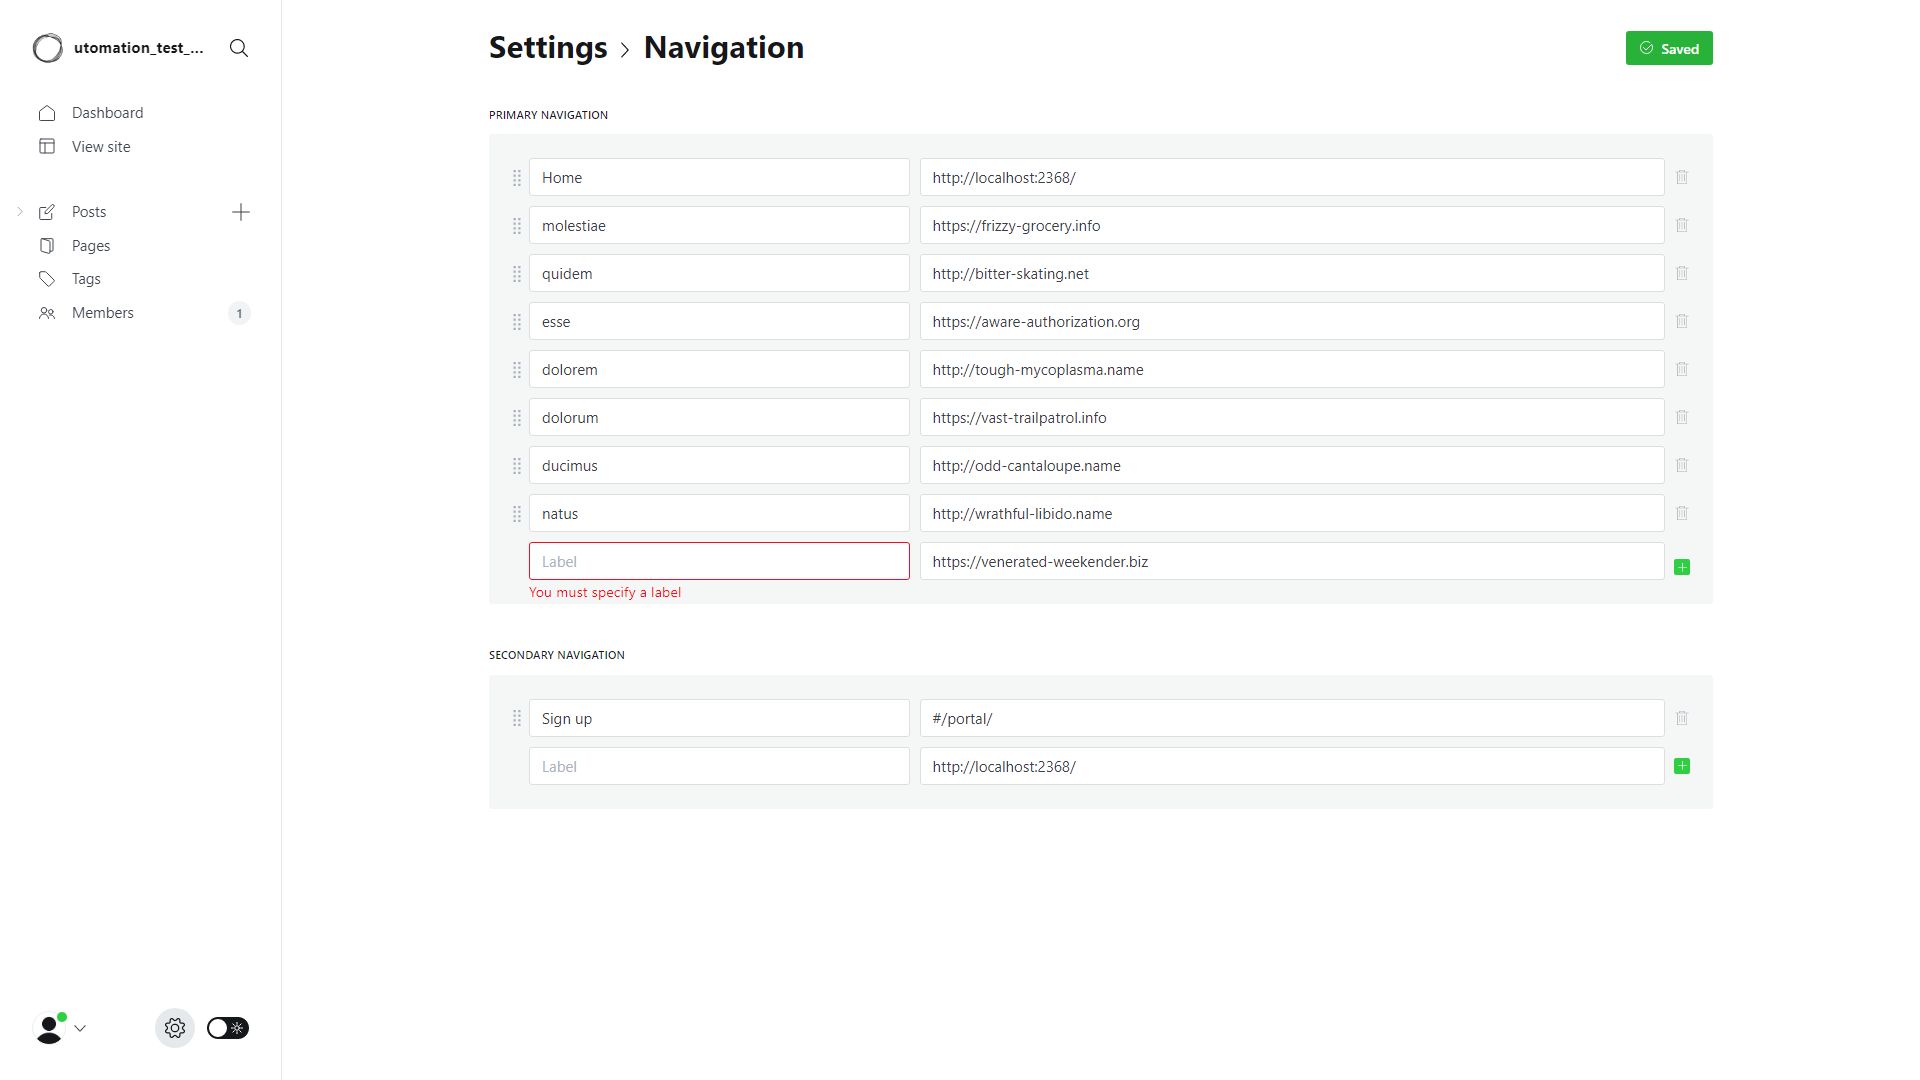 utomation_test_...
Dashboard
View site
Posts
Pages
Tags
Members 1
Settings › Navigation
Saved
PRIMARY NAVIGATION
Home http://localhost:2368/
molestiae https://frizzy-grocery.info
quidem http://bitter-skating.net
esse https://aware-authorization.org
dolorem http://tough-mycoplasma.name
dolorum https://vast-trailpatrol.info
ducimus http://odd-cantaloupe.name
natus http://wrathful-libido.name
Label https://venerated-weekender.biz
You must specify a label
SECONDARY NAVIGATION
Sign up #/portal/
Label http://localhost:2368/